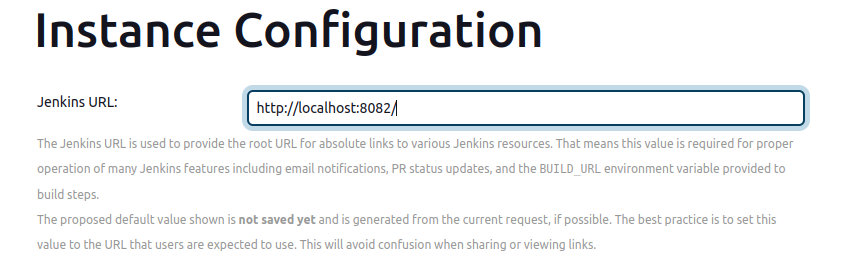 Instance Configuration
Jenkins URL: http://localhost:8082/
The Jenkins URL is used to provide the root URL for absolute links to various Jenkins resources. That means this value is required for proper
operation of many Jenkins features including email notifications, PR status updates, and the BUILD_URL environment variable provided to
build steps.
The proposed default value shown is not saved yet and is generated from the current request, if possible. The best practice is to set this
value to the URL that users are expected to use. This will avoid confusion when sharing or viewing links.